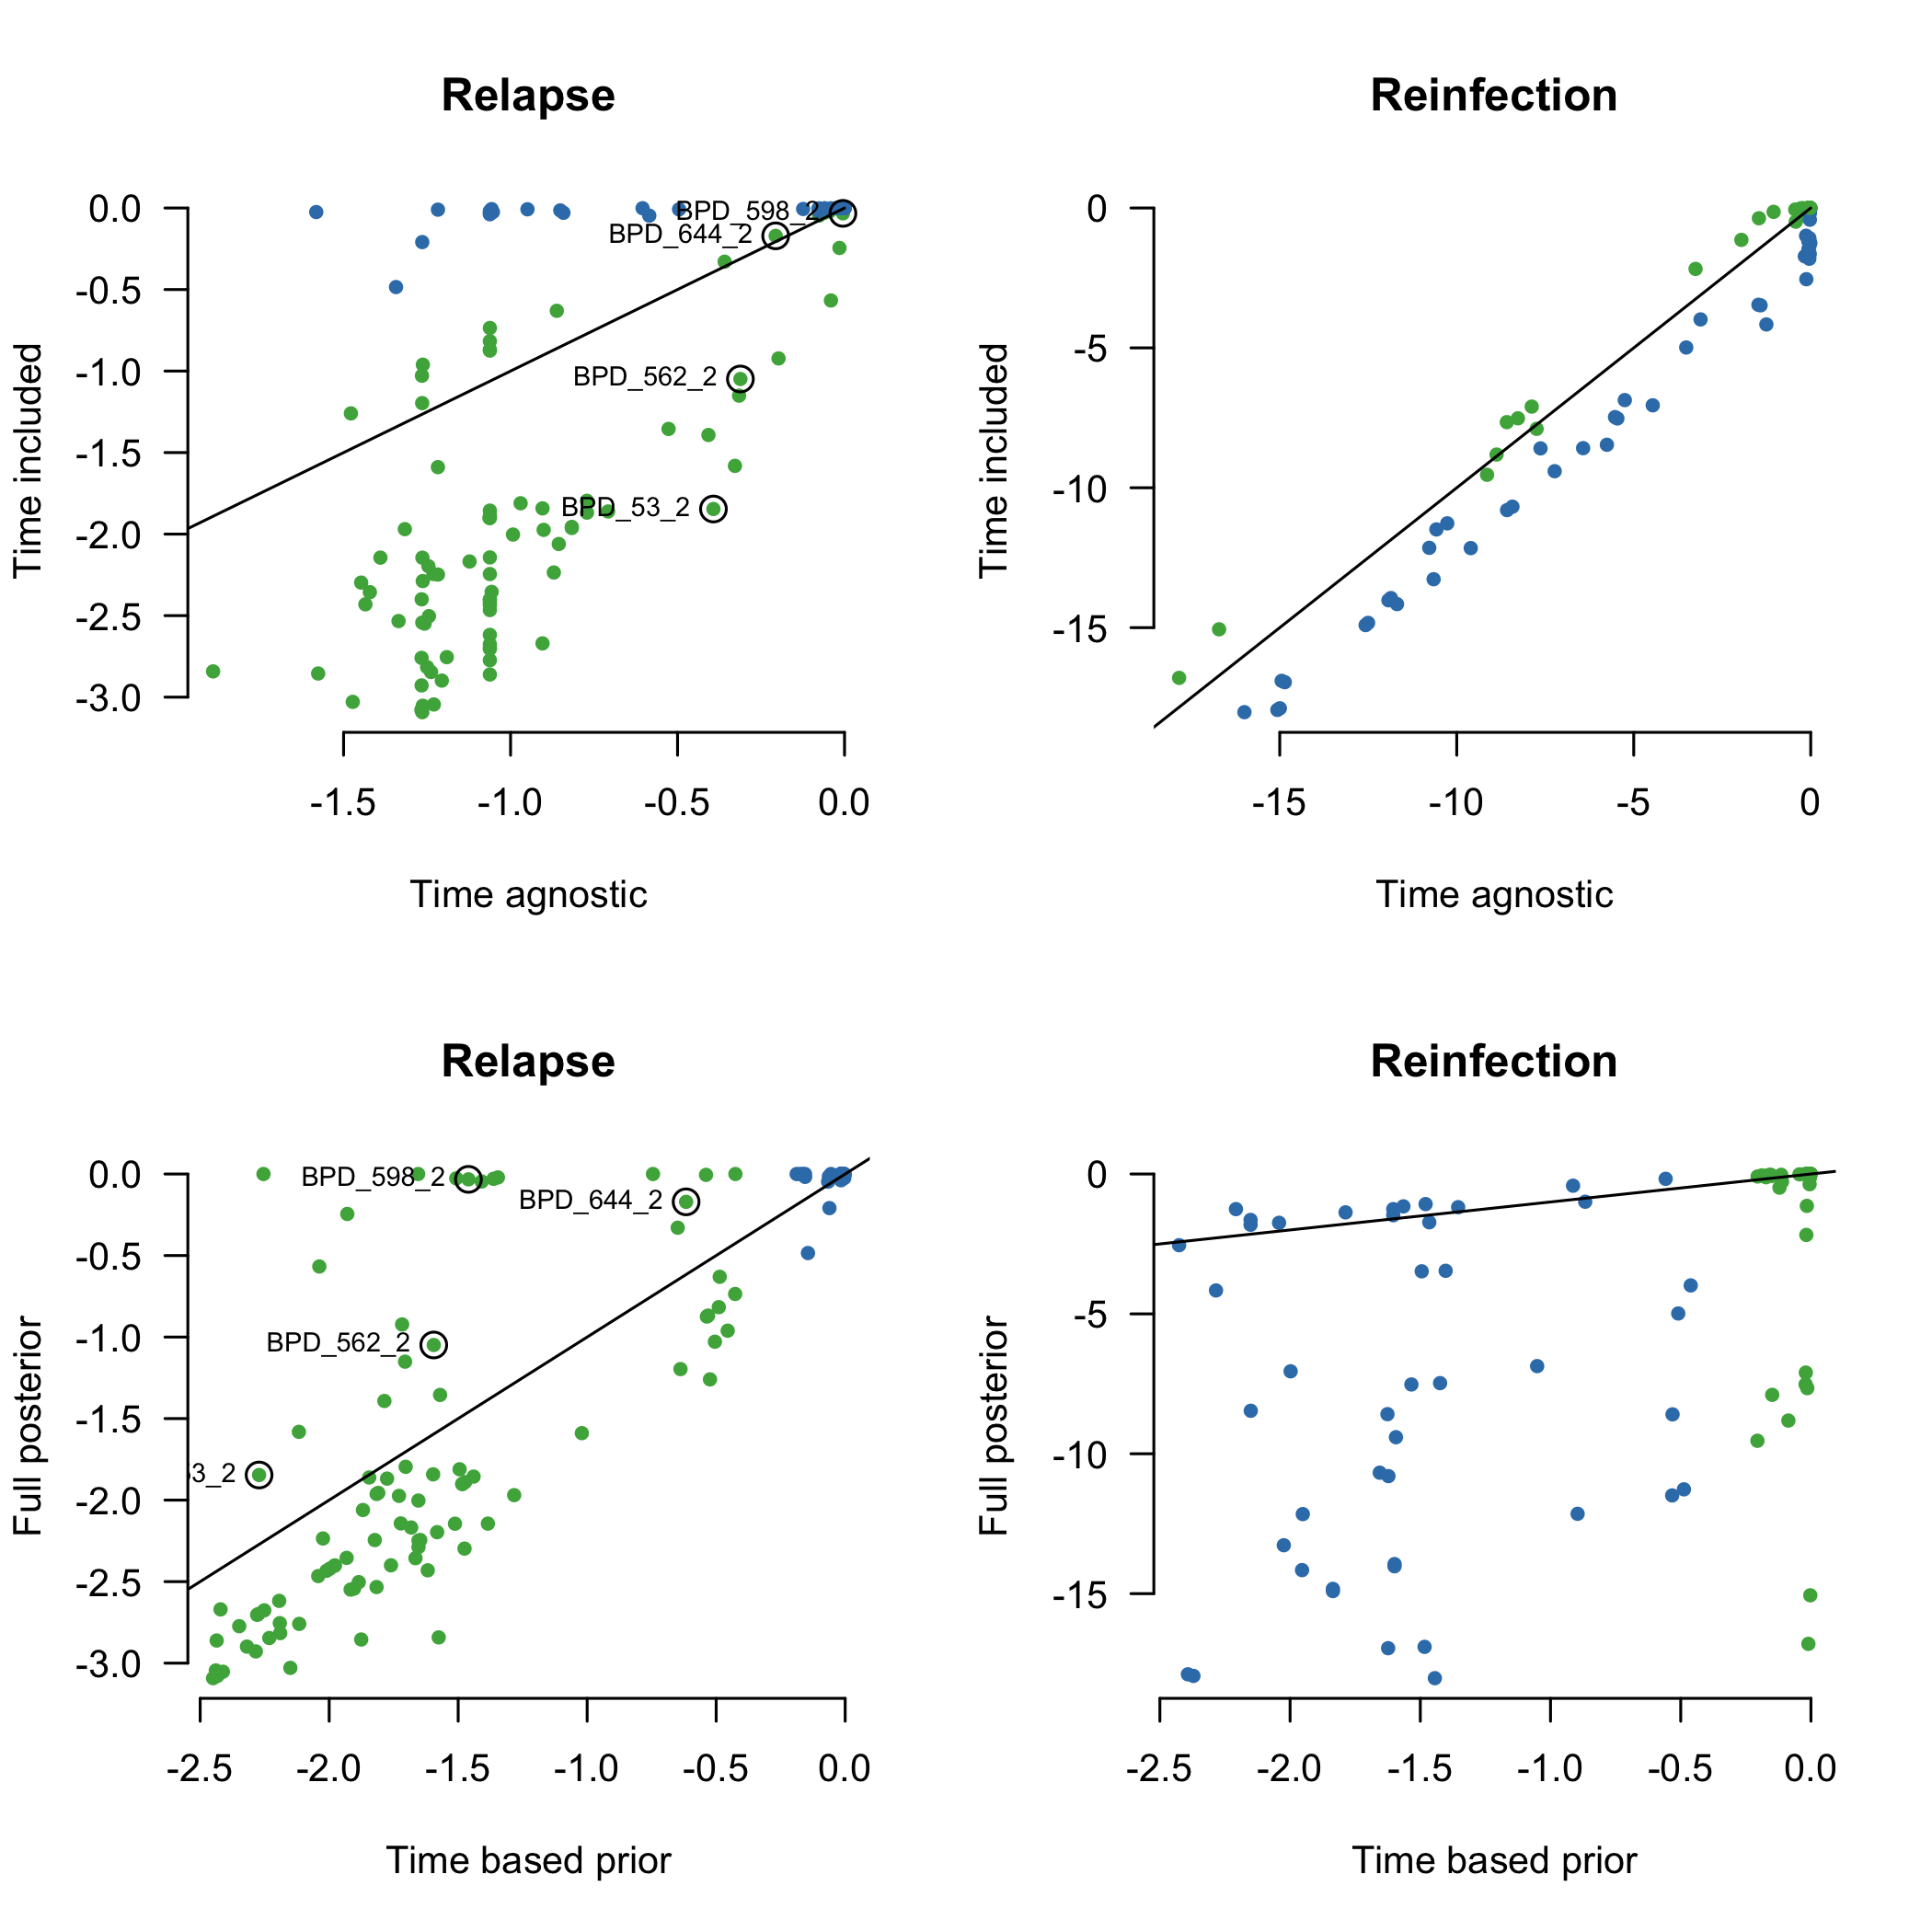 Relapse
Time included
0.0
-0.5
-1.0
-1.5
-2.0
-2.5
-3.0
BPD_598_2
BPD_644_2
BPD_562_2
BPD_53_2
-1.5 -1.0 -0.5 0.0
Time agnostic
Reinfection
Time included
0
-5
-10
-15
-15 -10 -5 0
Time agnostic
Relapse
Full posterior
0.0
-0.5
-1.0
-1.5
-2.0
-2.5
-3.0
BPD_598_2
BPD_644_2
BPD_562_2
3_2
-2.5 -2.0 -1.5 -1.0 -0.5 0.0
Time based prior
Reinfection
Full posterior
0
-5
-10
-15
-2.5 -2.0 -1.5 -1.0 -0.5 0.0
Time based prior